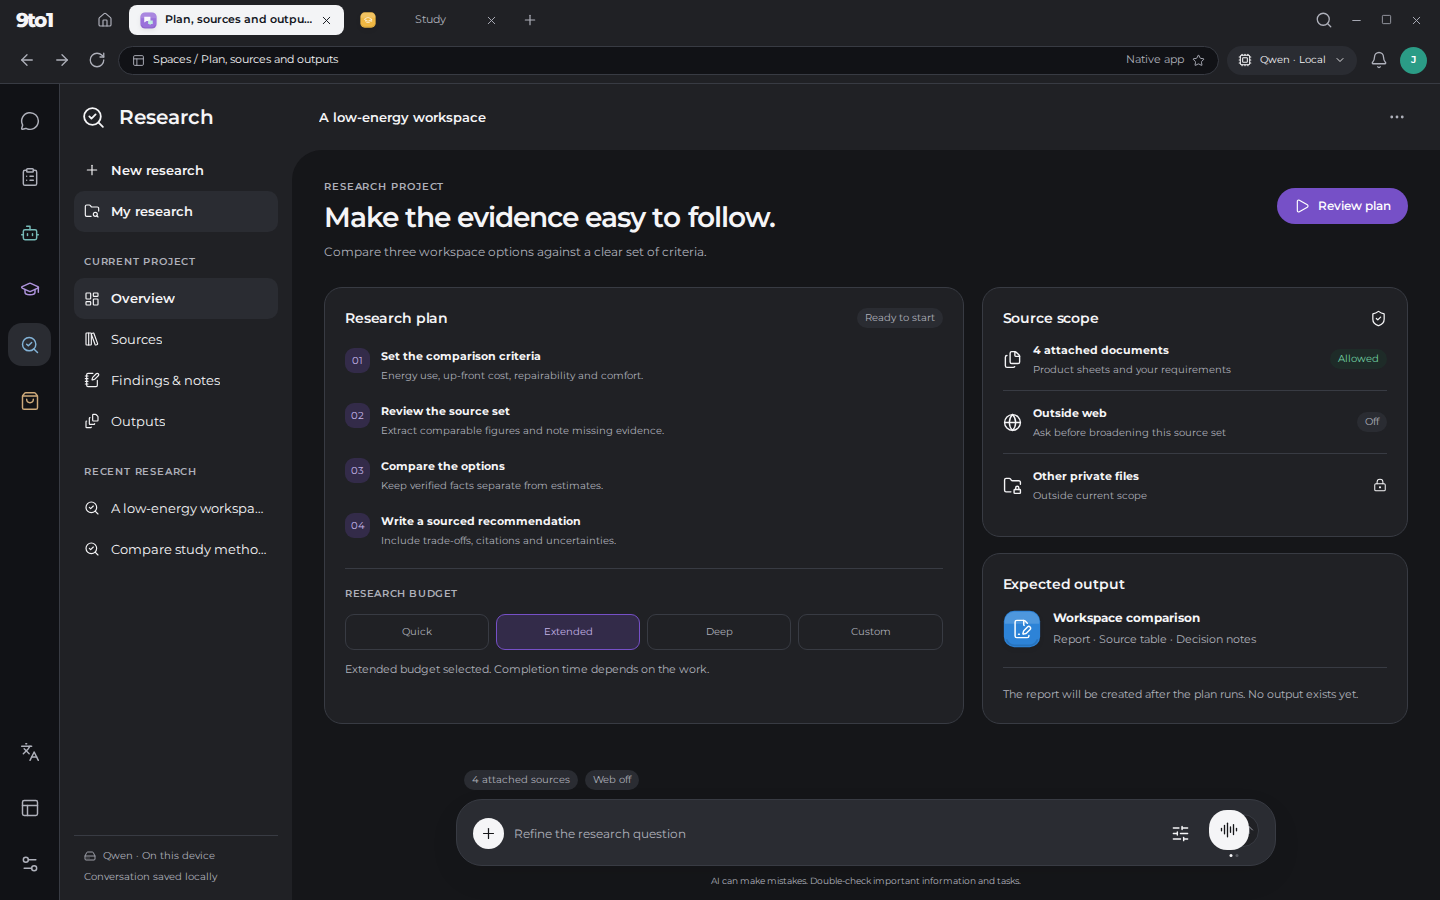 9to1
Plan, sources and outpu...
Study
Spaces / Plan, sources and outputs
Native app
Qwen · Local
J
Research
A low-energy workspace
New research
My research
CURRENT PROJECT
Overview
Sources
Findings & notes
Outputs
RECENT RESEARCH
A low-energy workspa...
Compare study metho...
Qwen · On this device
Conversation saved locally
RESEARCH PROJECT
Make the evidence easy to follow.
Compare three workspace options against a clear set of criteria.
Review plan
Research plan
Ready to start
01
Set the comparison criteria
Energy use, up-front cost, repairability and comfort.
02
Review the source set
Extract comparable figures and note missing evidence.
03
Compare the options
Keep verified facts separate from estimates.
04
Write a sourced recommendation
Include trade-offs, citations and uncertainties.
RESEARCH BUDGET
Quick
Extended
Deep
Custom
Extended budget selected. Completion time depends on the work.
Source scope
4 attached documents
Product sheets and your requirements
Allowed
Outside web
Ask before broadening this source set
Off
Other private files
Outside current scope
Expected output
Workspace comparison
Report · Source table · Decision notes
The report will be created after the plan runs. No output exists yet.
4 attached sources
Web off
Refine the research question
AI can make mistakes. Double-check important information and tasks.